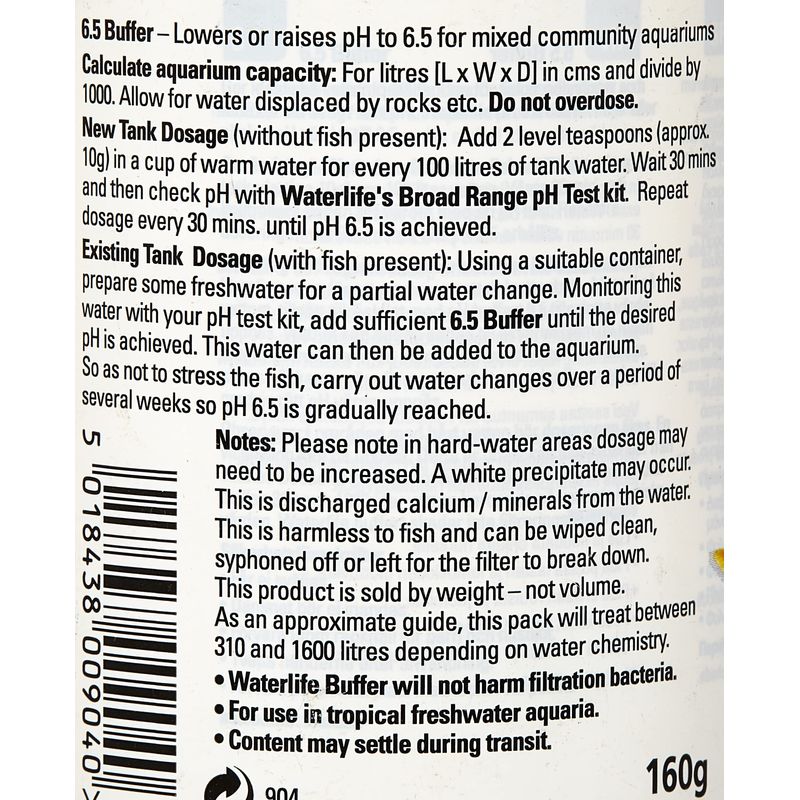 6.5 Buffer – Lowers or raises pH to 6.5 for mixed community aquariums
Calculate aquarium capacity: For litres [L x W x D] in cms and divide by
1000. Allow for water displaced by rocks etc. Do not overdose.
New Tank Dosage (without fish present): Add 2 level teaspoons (approx.
10g) in a cup of warm water for every 100 litres of tank water. Wait 30 mins
and then check pH with Waterlife's Broad Range pH Test kit. Repeat
dosage every 30 mins. until pH 6.5 is achieved.
Existing Tank Dosage (with fish present): Using a suitable container,
prepare some freshwater for a partial water change. Monitoring this
water with your pH test kit, add sufficient 6.5 Buffer until the desired
pH is achieved. This water can then be added to the aquarium.
So as not to stress the fish, carry out water changes over a period of
several weeks so pH 6.5 is gradually reached.
Notes: Please note in hard-water areas dosage may
need to be increased. A white precipitate may occur.
This is discharged calcium / minerals from the water.
This is harmless to fish and can be wiped clean,
syphoned off or left for the filter to break down.
This product is sold by weight – not volume.
As an approximate guide, this pack will treat between
310 and 1600 litres depending on water chemistry.
• Waterlife Buffer will not harm filtration bacteria.
• For use in tropical freshwater aquaria.
• Content may settle during transit.
5 018438 009040 >
904
160g